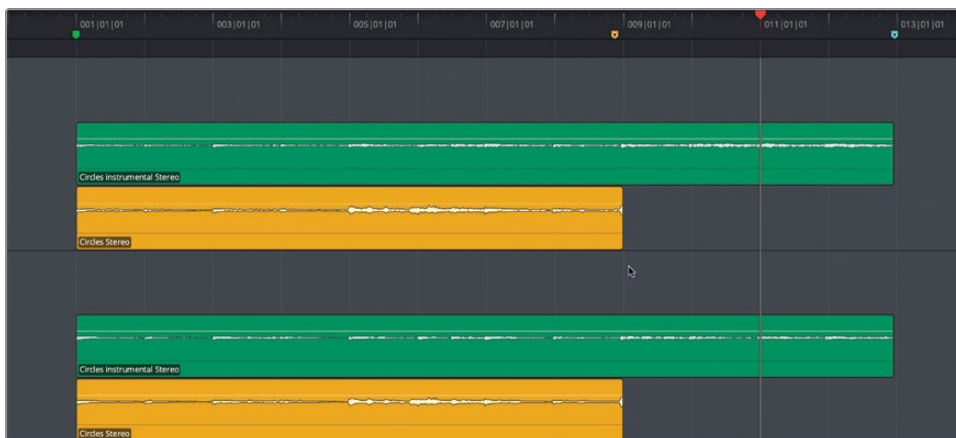 001|01|01 003|01|01 005|01|01 007|01|01 009|01|01 011|01|01 013|01|01
Circles instrumental Stereo
Circles Stereo
Circles instrumental Stereo
Circles Stereo